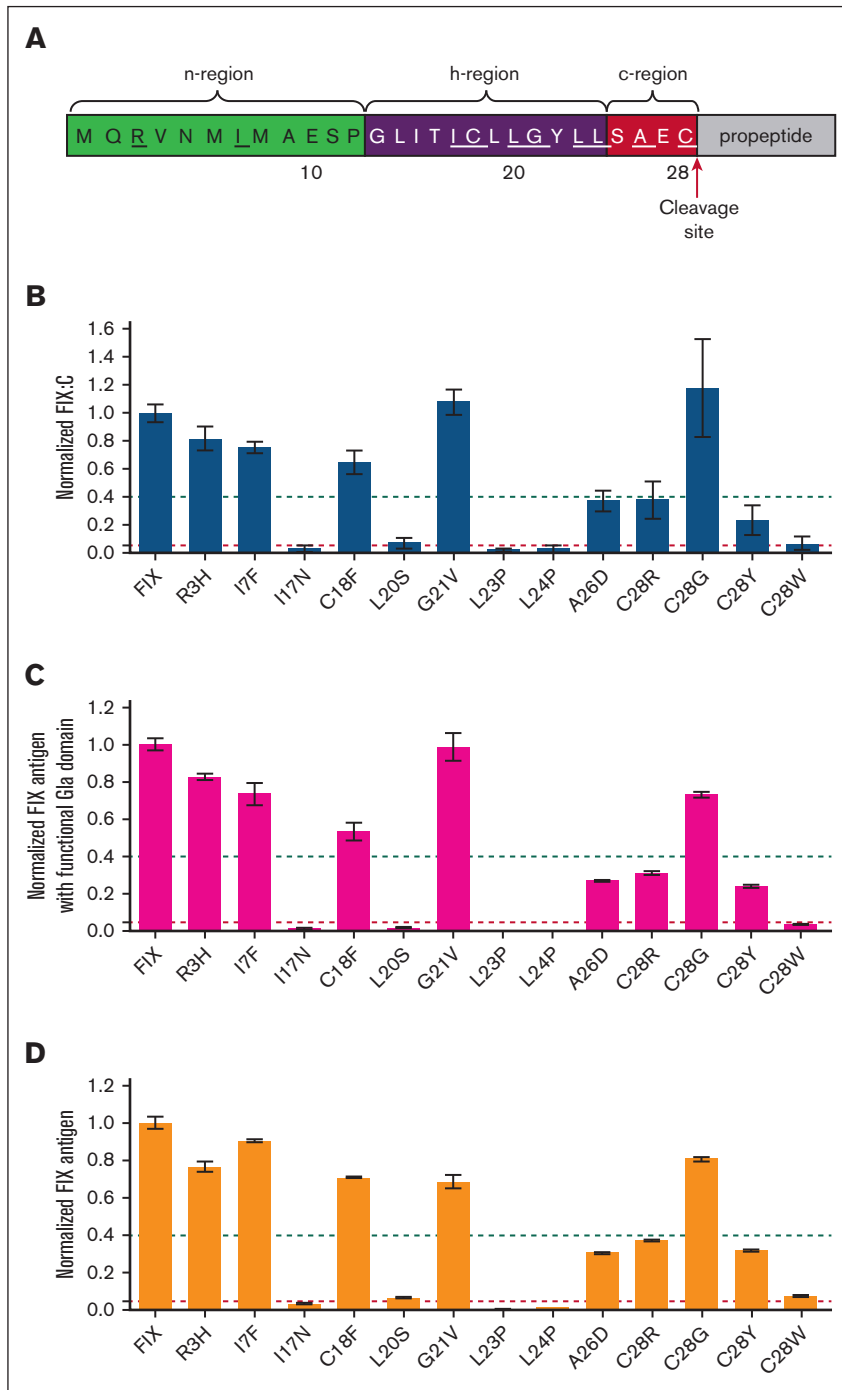 A
n-region h-region c-region
M Q R V N M I M A E S P G L I T I C L L G Y L L S A E C propeptide
10 20 28
Cleavage
site
B
Normalized FIX:C
1.6
1.4
1.2
1.0
0.8
0.6
0.4
0.2
0.0
FIX R3H I7F I17N C18F L20S G21V L23P L24P A26D C28R C28G C28Y C28W
C
Normalized FIX antigen
with functional Gla domain
1.2
1.0
0.8
0.6
0.4
0.2
0.0
FIX R3H I7F I17N C18F L20S G21V L23P L24P A26D C28R C28G C28Y C28W
D
Normalized FIX antigen
1.2
1.0
0.8
0.6
0.4
0.2
0.0
FIX R3H I7F I17N C18F L20S G21V L23P L24P A26D C28R C28G C28Y C28W